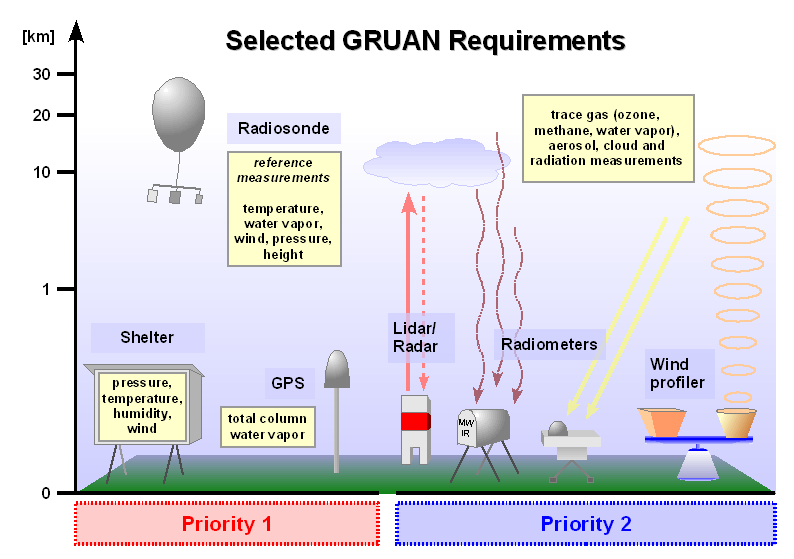 Selected GRUAN Requirements
[km]
30
20
10
1
0
Radiosonde
reference
measurements
temperature,
water vapor,
wind, pressure,
height
trace gas (ozone,
methane, water vapor),
aerosol, cloud and
radiation measurements
Shelter
pressure,
temperature,
humidity,
wind
GPS
total column
water vapor
Lidar/
Radar
Radiometers
MW
IR
Wind
profiler
Priority 1
Priority 2